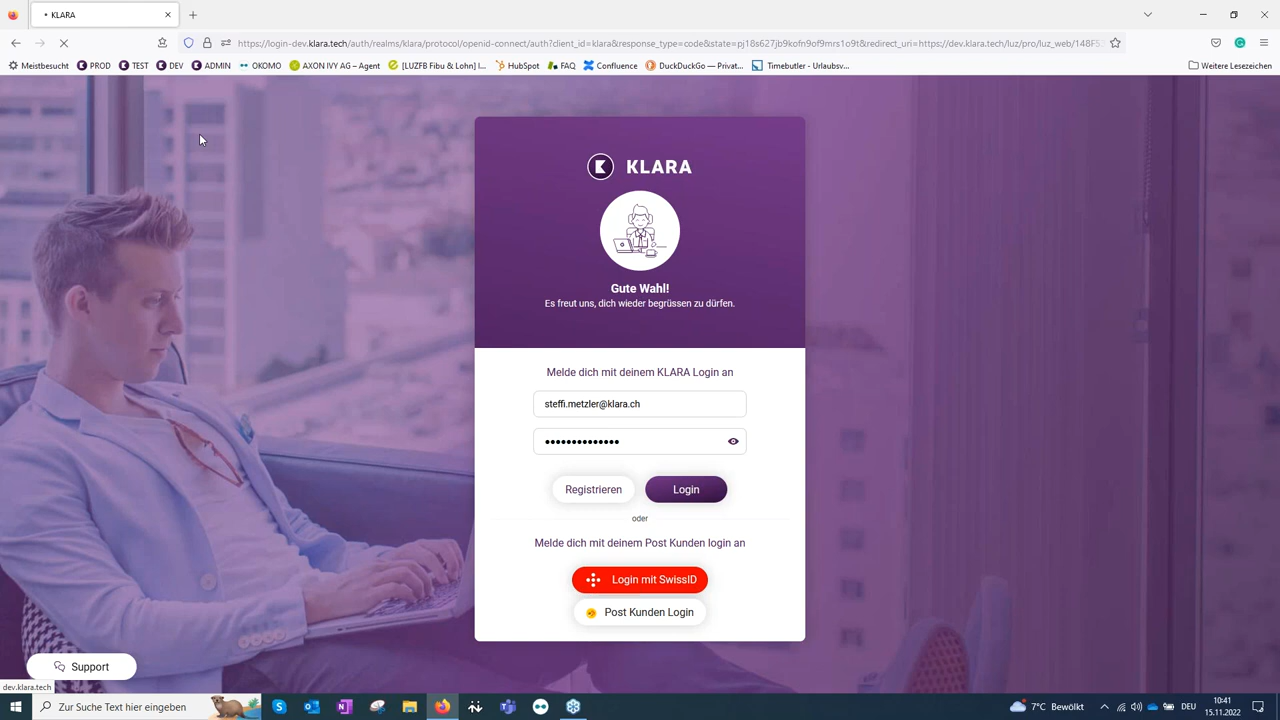 KLARA
https://login-dev.klara.tech/auth/realms/klara/protocol/openid-connect/auth?client_id=klara&response_type=code&state=pj18s627jb9kofn9of9mrs1o9t&redirect_uri=https://dev.klara.tech/luz/pro/luz_web/148F5
Meistbesucht PROD TEST DEV ADMIN OKOMO AXON IVY AG – Agent [LUZFB Fibu & Lohn] I... HubSpot FAQ Confluence DuckDuckGo — Privat... Timebutler - Urlaubsv... Weitere Lesezeichen
KLARA
Gute Wahl!
Es freut uns, dich wieder begrüssen zu dürfen.
Melde dich mit deinem KLARA Login an
steffi.metzler@klara.ch
Registrieren Login
oder
Melde dich mit deinem Post Kunden login an
Login mit SwissID
Post Kunden Login
Support
dev.klara.tech
Zur Suche Text hier eingeben
7°C Bewölkt
DEU
10:41
15.11.2022